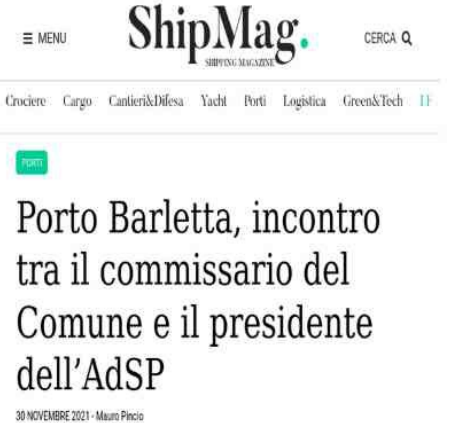 ≡ MENU
ShipMag.
SHIPPING MAGAZINE
CERCA
Crociere Cargo Cantieri&Difesa Yacht Porti Logistica Green&Tech
PORTI
Porto Barletta, incontro
tra il commissario del
Comune e il presidente
dell’AdSP
30 NOVEMBRE 2021 - Mauro Pincio